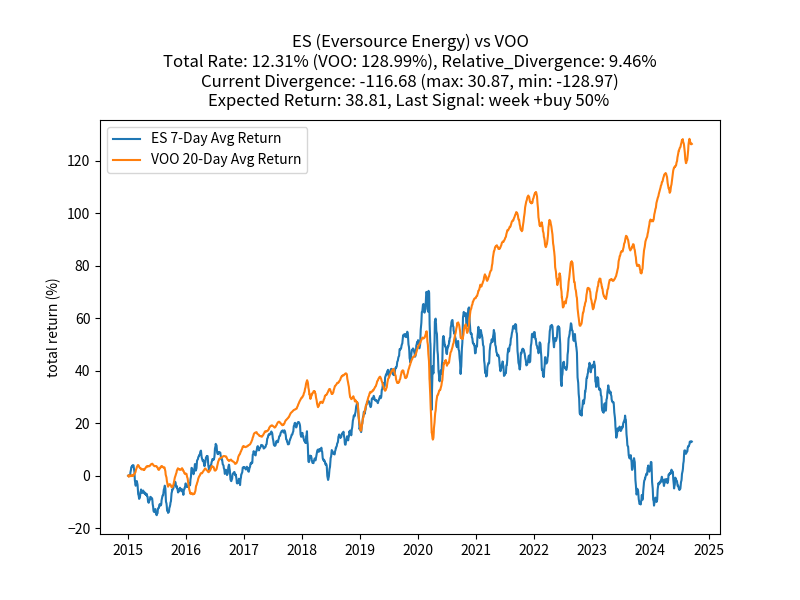 ES (Eversource Energy) vs VOO
Total Rate: 12.31% (VOO: 128.99%), Relative_Divergence: 9.46%
Current Divergence: -116.68 (max: 30.87, min: -128.97)
Expected Return: 38.81, Last Signal: week +buy 50%
ES 7-Day Avg Return
VOO 20-Day Avg Return
total return (%)
120
100
80
60
40
20
0
−20
2015 2016 2017 2018 2019 2020 2021 2022 2023 2024 2025